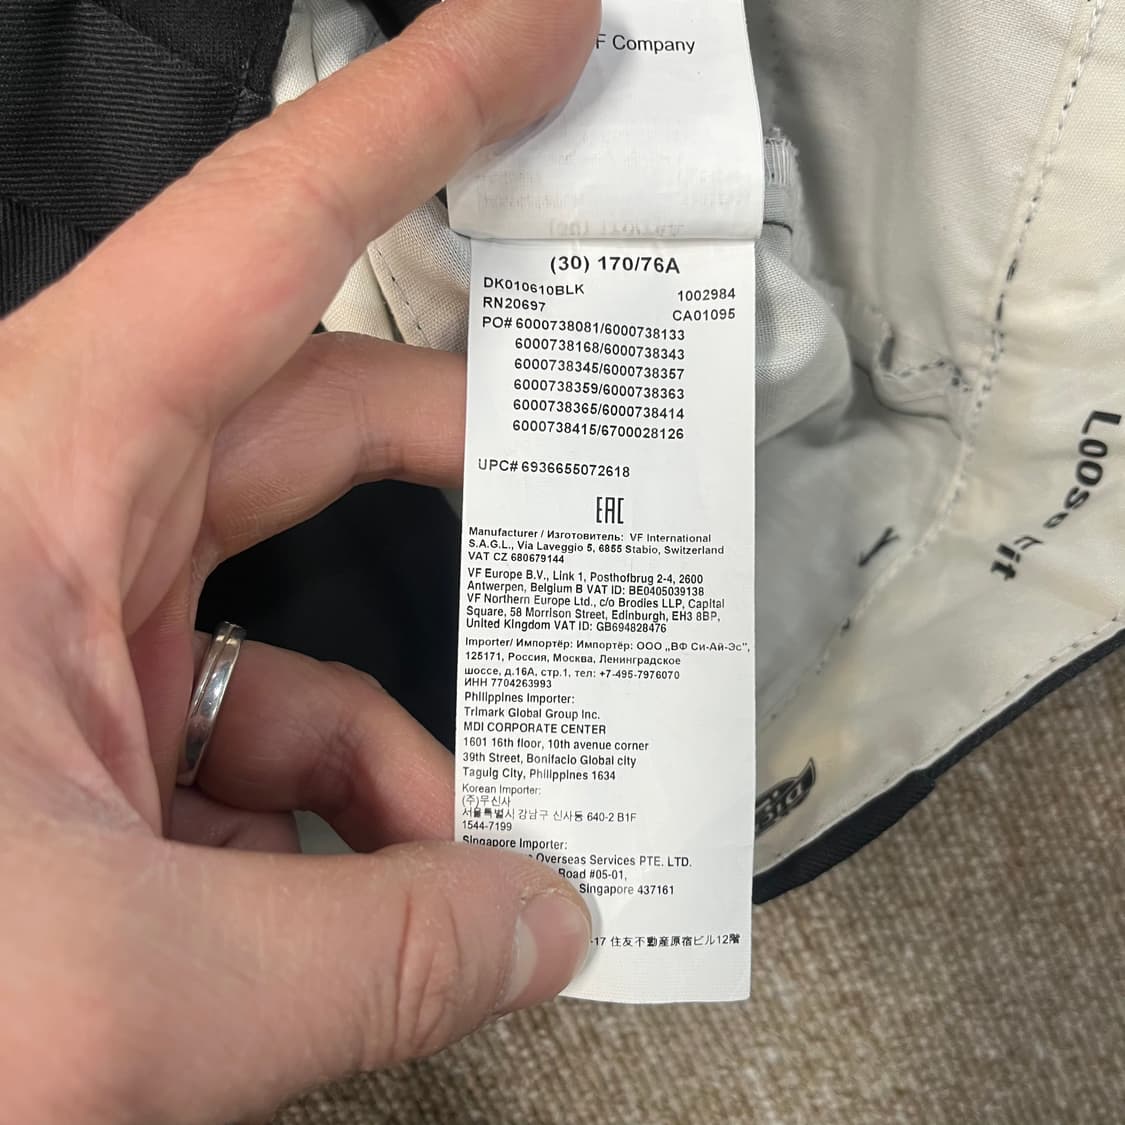 F Company
(30) 170/76A
DK010610BLK 1002984
RN20697 CA01095
PO# 6000738081/6000738133
6000738168/6000738343
6000738345/6000738357
6000738359/6000738363
6000738365/6000738414
6000738415/6700028126
UPC# 6936655072618
EAC
Manufacturer / Изготовитель: VF International
S.A.G.L., Via Laveggio 5, 6855 Stabio, Switzerland
VAT CZ 680679144
VF Europe B.V., Link 1, Posthofbrug 2-4, 2600
Antwerpen, Belgium B VAT ID: BE0405039138
VF Northern Europe Ltd., c/o Brodies LLP, Capital
Square, 58 Morrison Street, Edinburgh, EH3 8BP,
United Kingdom VAT ID: GB694828476
Importer/ Импортёр: Импортёр: ООО „ВФ Си-Ай-Эс",
125171, Россия, Москва, Ленинградское
шоссе, д.16А, стр.1, тел: +7-495-7976070
ИНН 7704263993
Philippines Importer:
Trimark Global Group Inc.
MDI CORPORATE CENTER
1601 16th floor, 10th avenue corner
39th Street, Bonifacio Global city
Taguig City, Philippines 1634
Korean Importer:
(주)무신사
서울특별시 강남구 신사동 640-2 B1F
1544-7199
Singapore Importer:
Overseas Services PTE. LTD.
Road #05-01,
Singapore 437161
-17 住友不動産原宿ビル12階
Loose fit